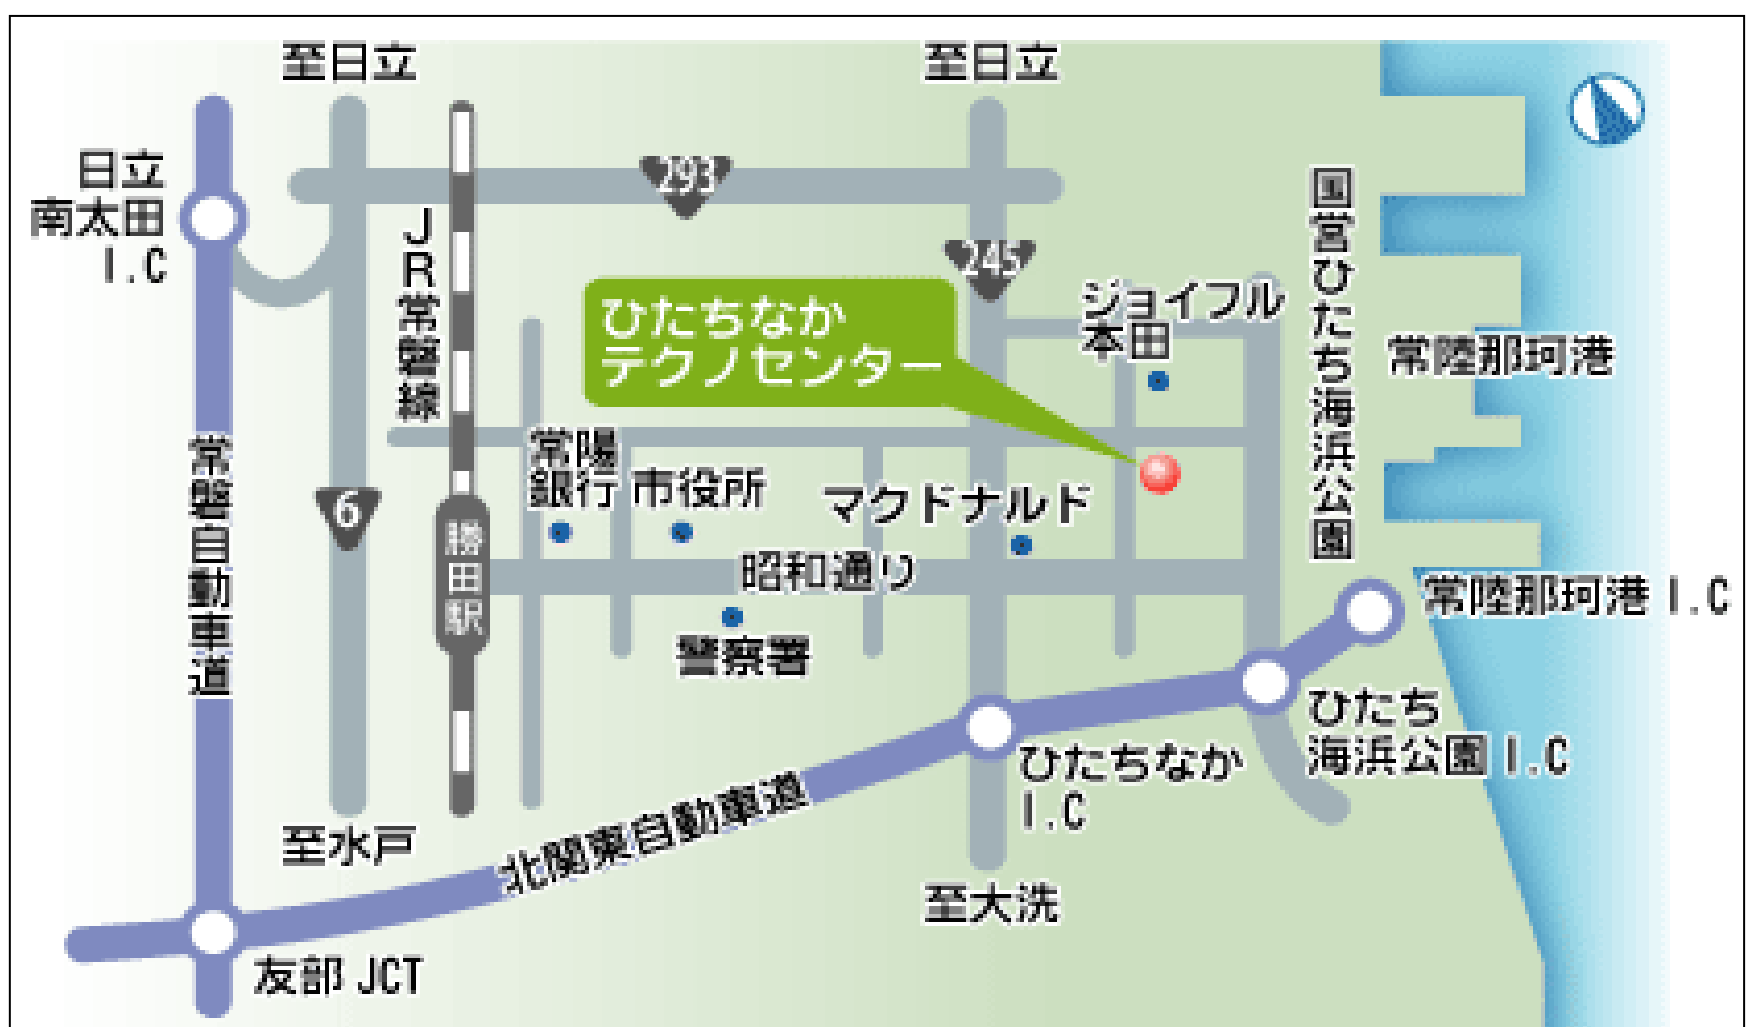 至日立
至日立
日立
南太田
I.C
293
JR常磐線
245
国営ひたち海浜公園
ひたちなか
テクノセンター
ジョイフル
本田
常陸那珂港
常磐自動車道
常陽
銀行
市役所
マクドナルド
6
勝田駅
昭和通り
常陸那珂港 I.C
警察署
ひたち
海浜公園 I.C
ひたちなか
I.C
北関東自動車道
至水戸
至大洗
友部 JCT